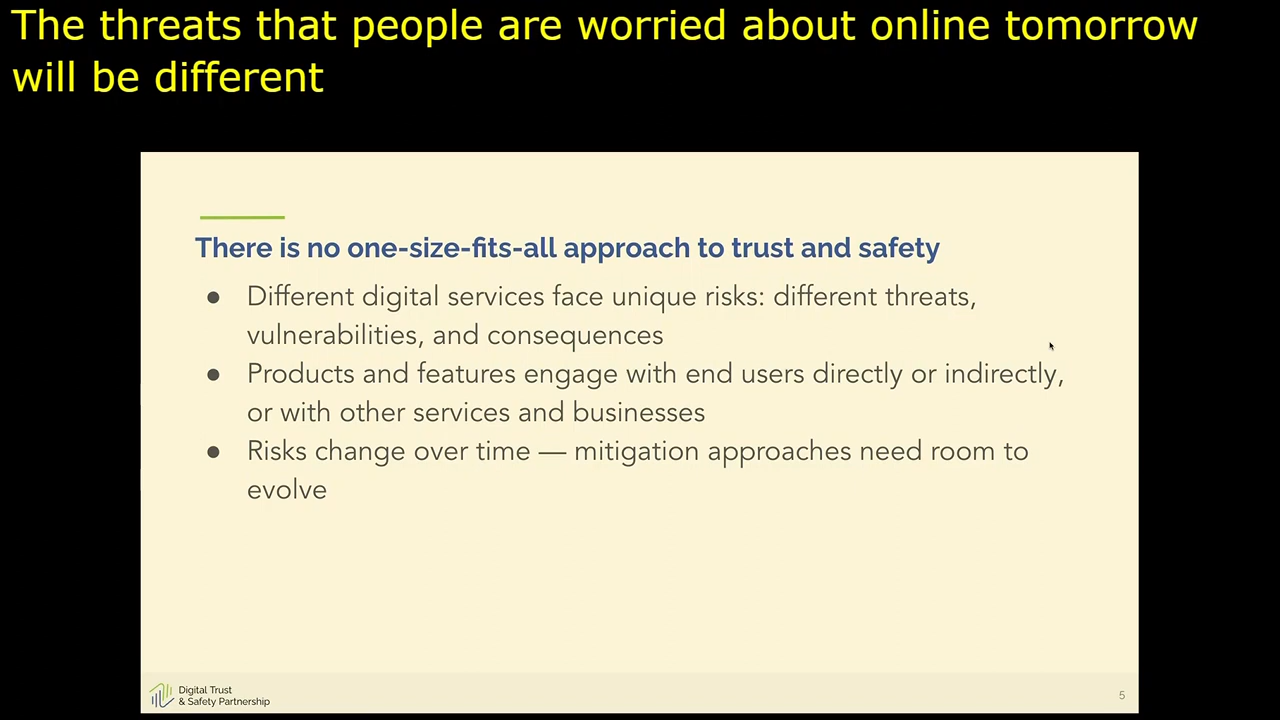 The threats that people are worried about online tomorrow
will be different
There is no one-size-fits-all approach to trust and safety
● Different digital services face unique risks: different threats,
vulnerabilities, and consequences
● Products and features engage with end users directly or indirectly,
or with other services and businesses
● Risks change over time — mitigation approaches need room to
evolve
Digital Trust
& Safety Partnership
5